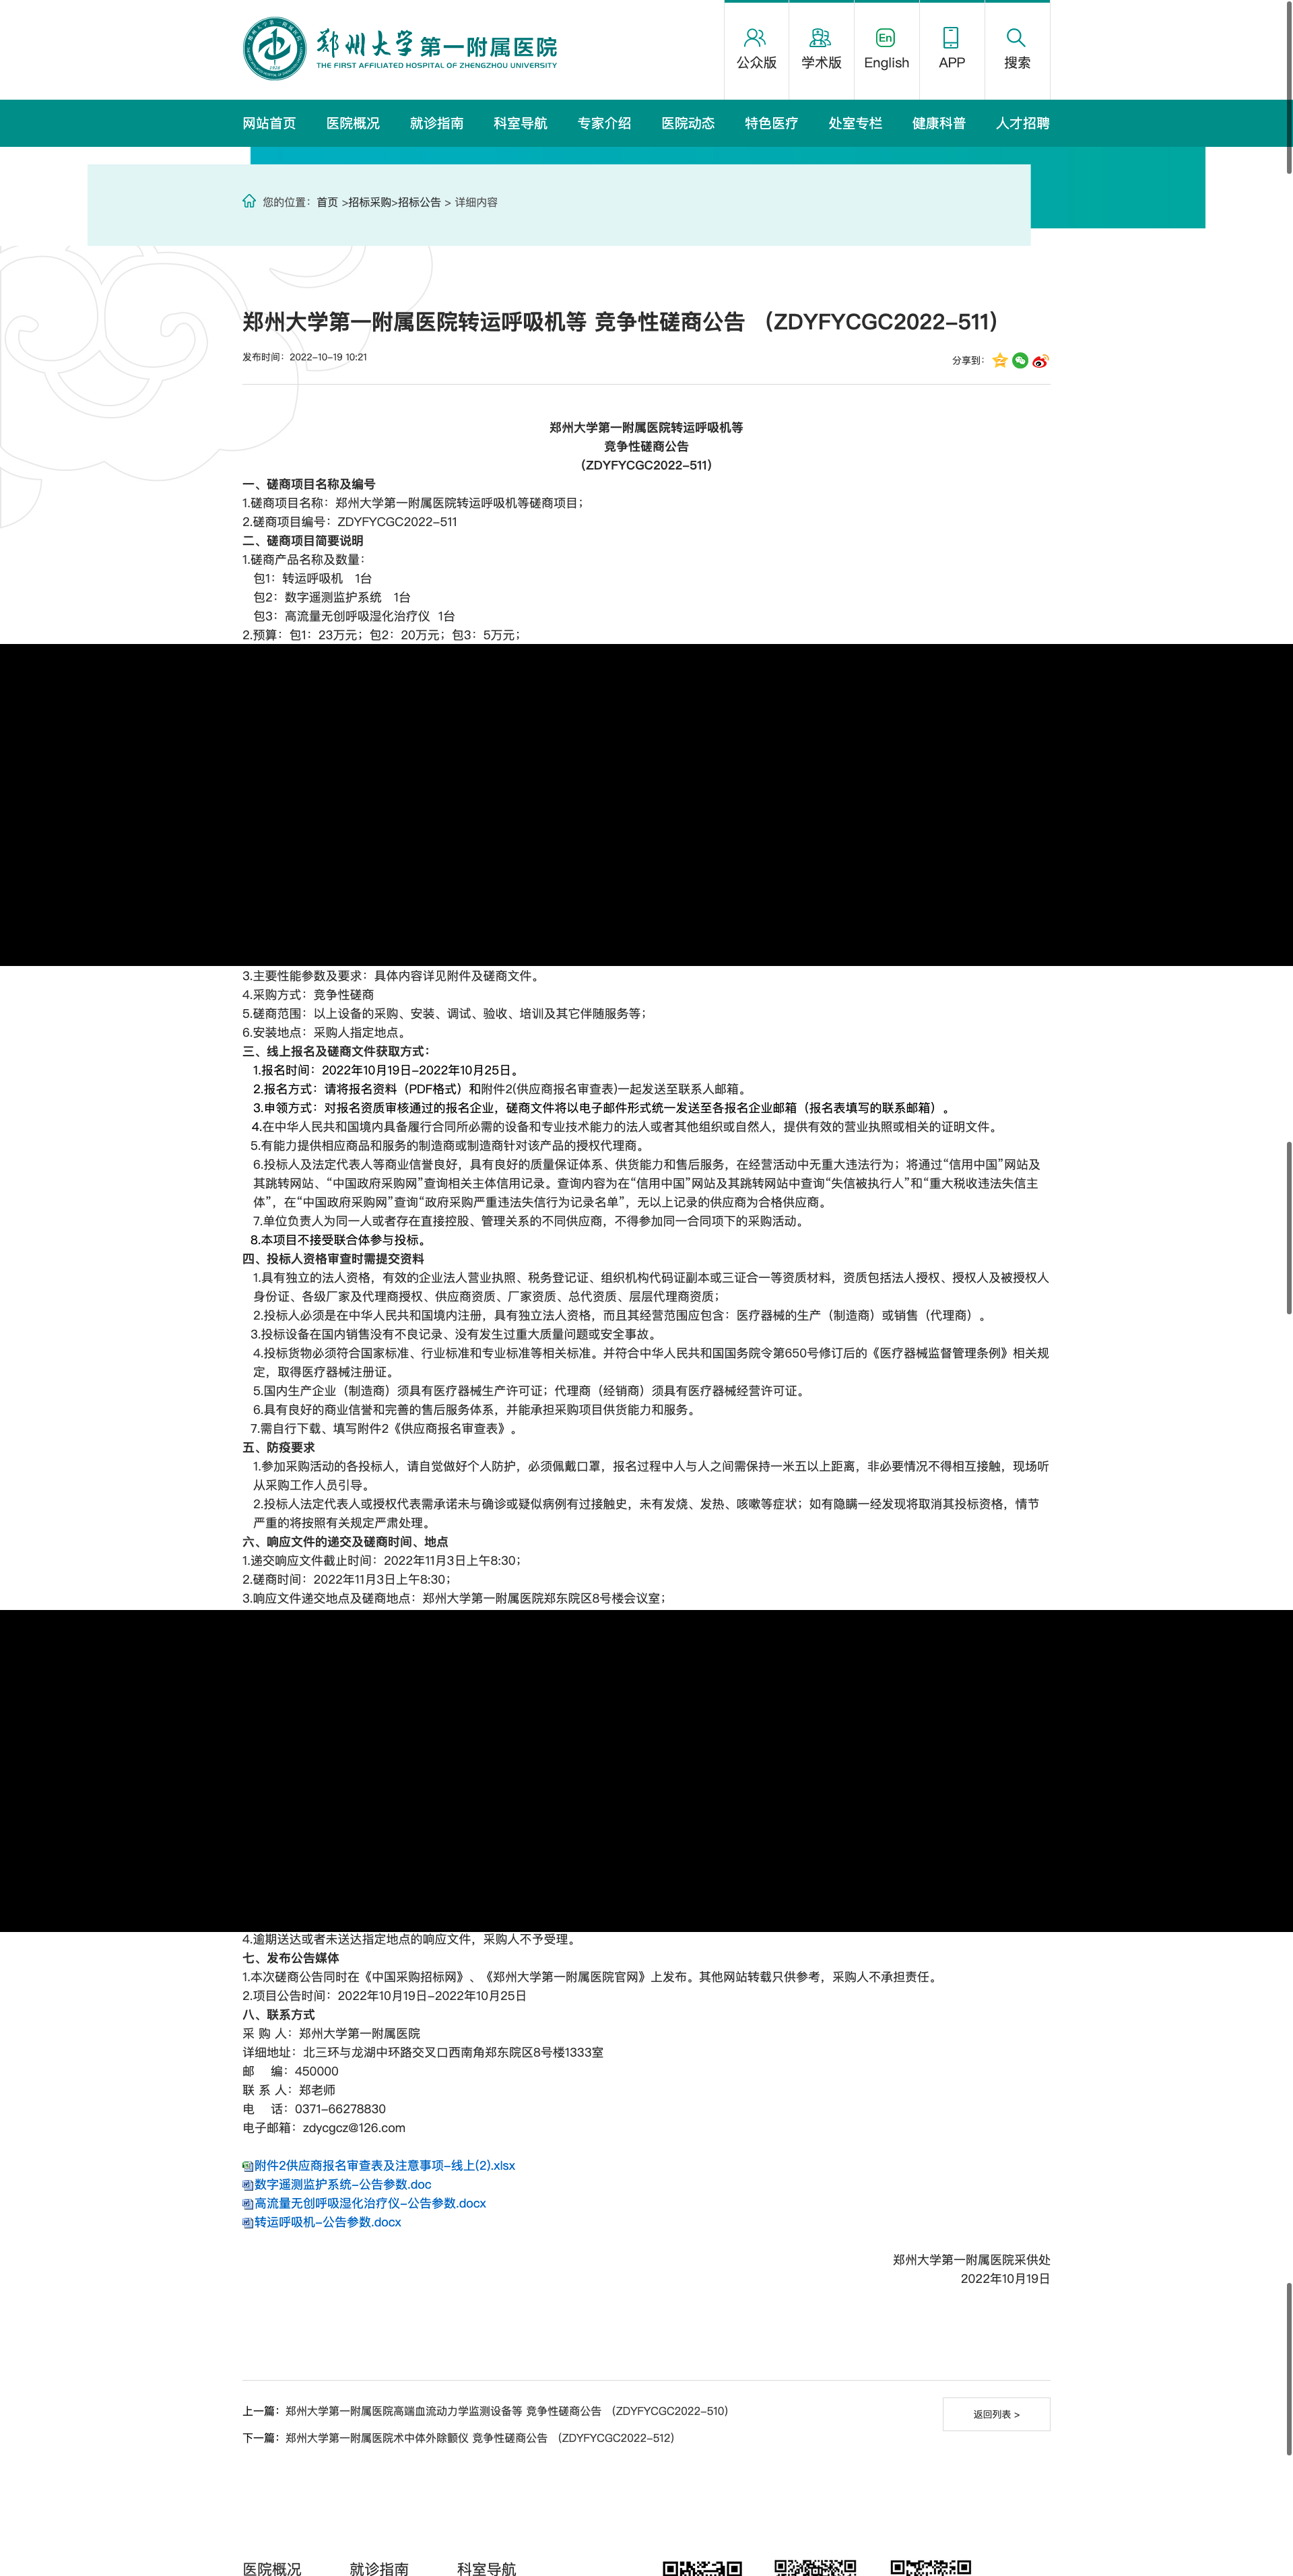 郑州大学 第一附属医院
THE FIRST AFFILIATED HOSPITAL OF ZHENGZHOU UNIVERSITY
公众版 学术版 English APP 搜索
网站首页 医院概况 就诊指南 科室导航 专家介绍 医院动态 特色医疗 处室专栏 健康科普 人才招聘
您的位置：首页 >招标采购>招标公告 > 详细内容
郑州大学第一附属医院转运呼吸机等 竞争性磋商公告 （ZDYFYCGC2022-511）
发布时间：2022-10-19 10:21
分享到：
郑州大学第一附属医院转运呼吸机等
竞争性磋商公告
（ZDYFYCGC2022-511）
一、磋商项目名称及编号
1.磋商项目名称：郑州大学第一附属医院转运呼吸机等磋商项目；
2.磋商项目编号：ZDYFYCGC2022-511
二、磋商项目简要说明
1.磋商产品名称及数量：
包1：转运呼吸机 1台
包2：数字遥测监护系统 1台
包3：高流量无创呼吸湿化治疗仪 1台
2.预算：包1：23万元；包2：20万元；包3：5万元；
3.主要性能参数及要求：具体内容详见附件及磋商文件。
4.采购方式：竞争性磋商
5.磋商范围：以上设备的采购、安装、调试、验收、培训及其它伴随服务等；
6.安装地点：采购人指定地点。
三、线上报名及磋商文件获取方式：
1.报名时间：2022年10月19日-2022年10月25日。
2.报名方式：请将报名资料（PDF格式）和附件2(供应商报名审查表)一起发送至联系人邮箱。
3.申领方式：对报名资质审核通过的报名企业，磋商文件将以电子邮件形式统一发送至各报名企业邮箱（报名表填写的联系邮箱）。
4.在中华人民共和国境内具备履行合同所必需的设备和专业技术能力的法人或者其他组织或自然人，提供有效的营业执照或相关的证明文件。
5.有能力提供相应商品和服务的制造商或制造商针对该产品的授权代理商。
6.投标人及法定代表人等商业信誉良好，具有良好的质量保证体系、供货能力和售后服务，在经营活动中无重大违法行为；将通过“信用中国”网站及
其跳转网站、“中国政府采购网”查询相关主体信用记录。查询内容为在“信用中国”网站及其跳转网站中查询“失信被执行人”和“重大税收违法失信主
体”，在“中国政府采购网”查询“政府采购严重违法失信行为记录名单”，无以上记录的供应商为合格供应商。
7.单位负责人为同一人或者存在直接控股、管理关系的不同供应商，不得参加同一合同项下的采购活动。
8.本项目不接受联合体参与投标。
四、投标人资格审查时需提交资料
1.具有独立的法人资格，有效的企业法人营业执照、税务登记证、组织机构代码证副本或三证合一等资质材料，资质包括法人授权、授权人及被授权人
身份证、各级厂家及代理商授权、供应商资质、厂家资质、总代资质、层层代理商资质；
2.投标人必须是在中华人民共和国境内注册，具有独立法人资格，而且其经营范围应包含：医疗器械的生产（制造商）或销售（代理商）。
3.投标设备在国内销售没有不良记录、没有发生过重大质量问题或安全事故。
4.投标货物必须符合国家标准、行业标准和专业标准等相关标准。并符合中华人民共和国国务院令第650号修订后的《医疗器械监督管理条例》相关规
定，取得医疗器械注册证。
5.国内生产企业（制造商）须具有医疗器械生产许可证；代理商（经销商）须具有医疗器械经营许可证。
6.具有良好的商业信誉和完善的售后服务体系，并能承担采购项目供货能力和服务。
7.需自行下载、填写附件2《供应商报名审查表》。
五、防疫要求
1.参加采购活动的各投标人，请自觉做好个人防护，必须佩戴口罩，报名过程中人与人之间需保持一米五以上距离，非必要情况不得相互接触，现场听
从采购工作人员引导。
2.投标人法定代表人或授权代表需承诺未与确诊或疑似病例有过接触史，未有发烧、发热、咳嗽等症状；如有隐瞒一经发现将取消其投标资格，情节
严重的将按照有关规定严肃处理。
六、响应文件的递交及磋商时间、地点
1.递交响应文件截止时间：2022年11月3日上午8:30；
2.磋商时间：2022年11月3日上午8:30；
3.响应文件递交地点及磋商地点：郑州大学第一附属医院郑东院区8号楼会议室；
4.逾期送达或者未送达指定地点的响应文件，采购人不予受理。
七、发布公告媒体
1.本次磋商公告同时在《中国采购招标网》、《郑州大学第一附属医院官网》上发布。其他网站转载只供参考，采购人不承担责任。
2.项目公告时间：2022年10月19日-2022年10月25日
八、联系方式
采 购 人：郑州大学第一附属医院
详细地址：北三环与龙湖中环路交叉口西南角郑东院区8号楼1333室
邮 编：450000
联 系 人：郑老师
电 话：0371-66278830
电子邮箱：zdycgcz@126.com
附件2供应商报名审查表及注意事项-线上(2).xlsx
数字遥测监护系统-公告参数.doc
高流量无创呼吸湿化治疗仪-公告参数.docx
转运呼吸机-公告参数.docx
郑州大学第一附属医院采供处
2022年10月19日
上一篇：郑州大学第一附属医院高端血流动力学监测设备等 竞争性磋商公告 （ZDYFYCGC2022-510）
返回列表 >
下一篇：郑州大学第一附属医院术中体外除颤仪 竞争性磋商公告 （ZDYFYCGC2022-512）
医院概况 就诊指南 科室导航